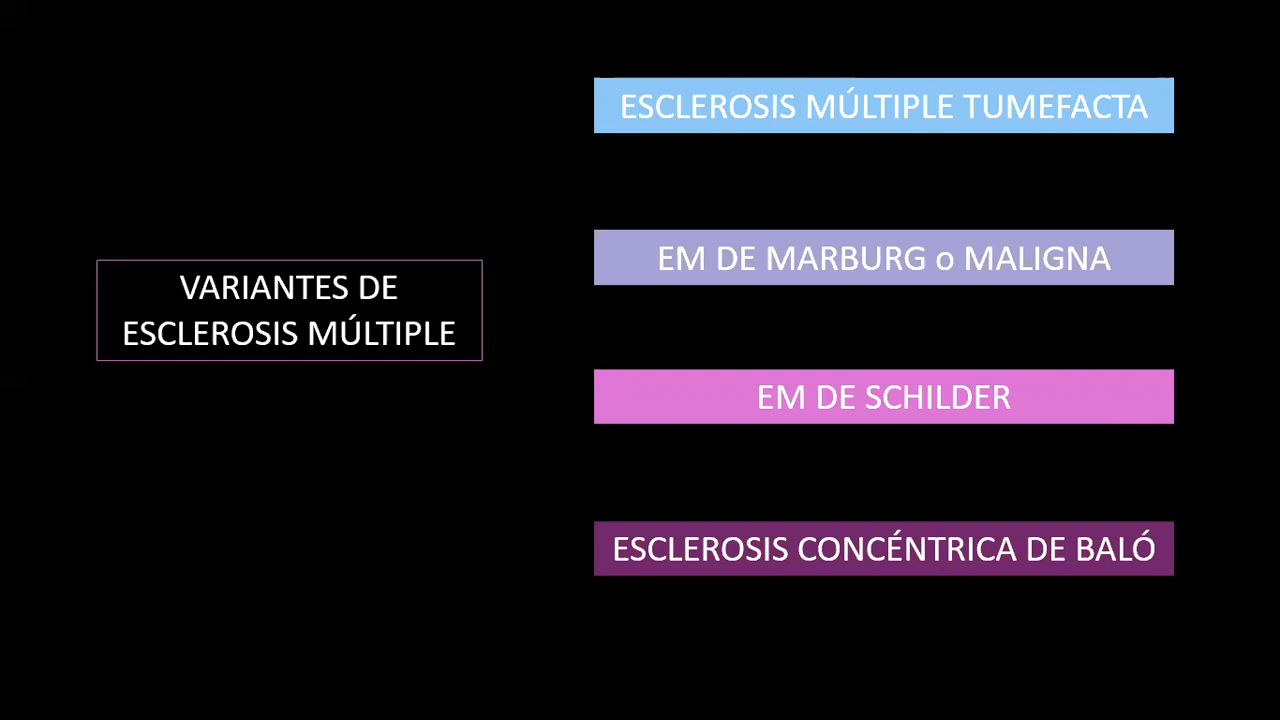 VARIANTES DE
ESCLEROSIS MÚLTIPLE
ESCLEROSIS MÚLTIPLE TUMEFACTA
EM DE MARBURG o MALIGNA
EM DE SCHILDER
ESCLEROSIS CONCÉNTRICA DE BALÓ